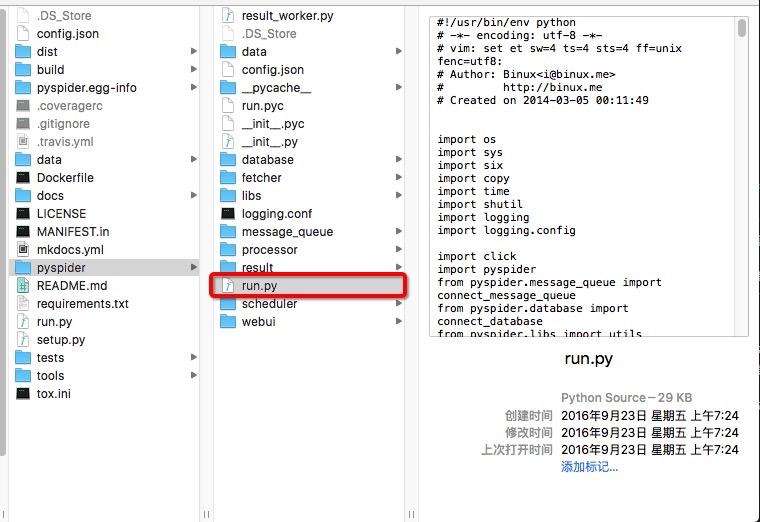 .DS_Store
config.json
dist
build
pyspider.egg-info
.coveragerc
.gitignore
.travis.yml
data
Dockerfile
docs
LICENSE
MANIFEST.in
mkdocs.yml
pyspider
README.md
requirements.txt
run.py
setup.py
tests
tools
tox.ini
result_worker.py
.DS_Store
data
config.json
__pycache__
run.pyc
__init__.pyc
__init__.py
database
fetcher
libs
logging.conf
message_queue
processor
result
run.py
scheduler
webui
#!/usr/bin/env python
# -*- encoding: utf-8 -*-
# vim: set et sw=4 ts=4 sts=4 ff=unix
fenc=utf8:
# Author: Binux<i@binux.me>
#         http://binux.me
# Created on 2014-03-05 00:11:49
import os
import sys
import six
import copy
import time
import shutil
import logging
import logging.config
import click
import pyspider
from pyspider.message_queue import
connect_message_queue
from pyspider.database import
connect_database
from pyspider.libs import utils
run.py
Python Source－29 KB
创建时间 2016年9月23日 星期五 上午7:24
修改时间 2016年9月23日 星期五 上午7:24
上次打开时间 2016年9月23日 星期五 上午7:24
添加标记...